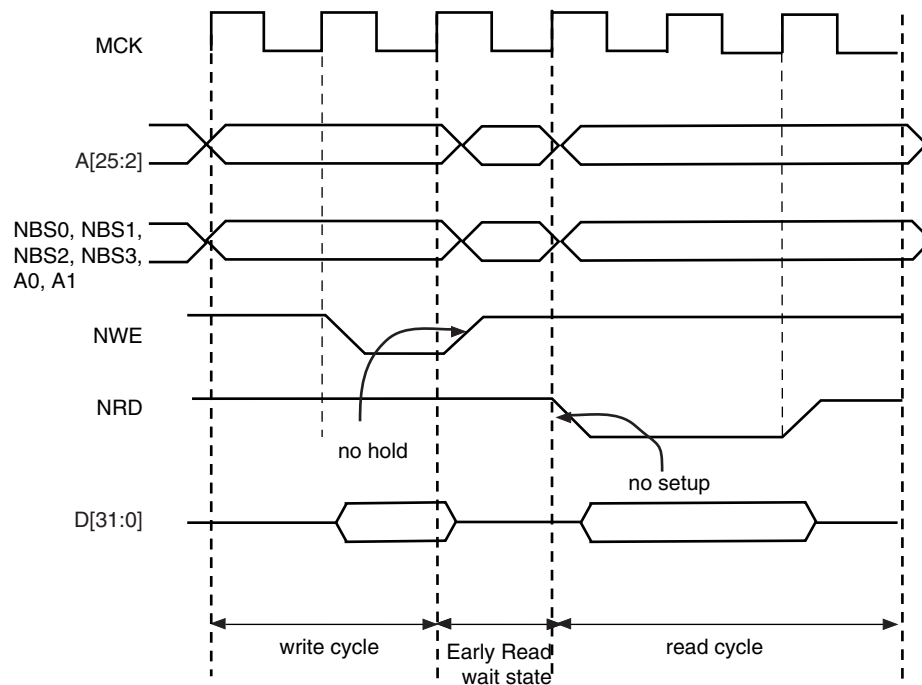 MCK
A[25:2]
NBS0, NBS1,
NBS2, NBS3,
A0, A1
NWE
NRD
no hold
no setup
D[31:0]
write cycle
Early Read
wait state
read cycle